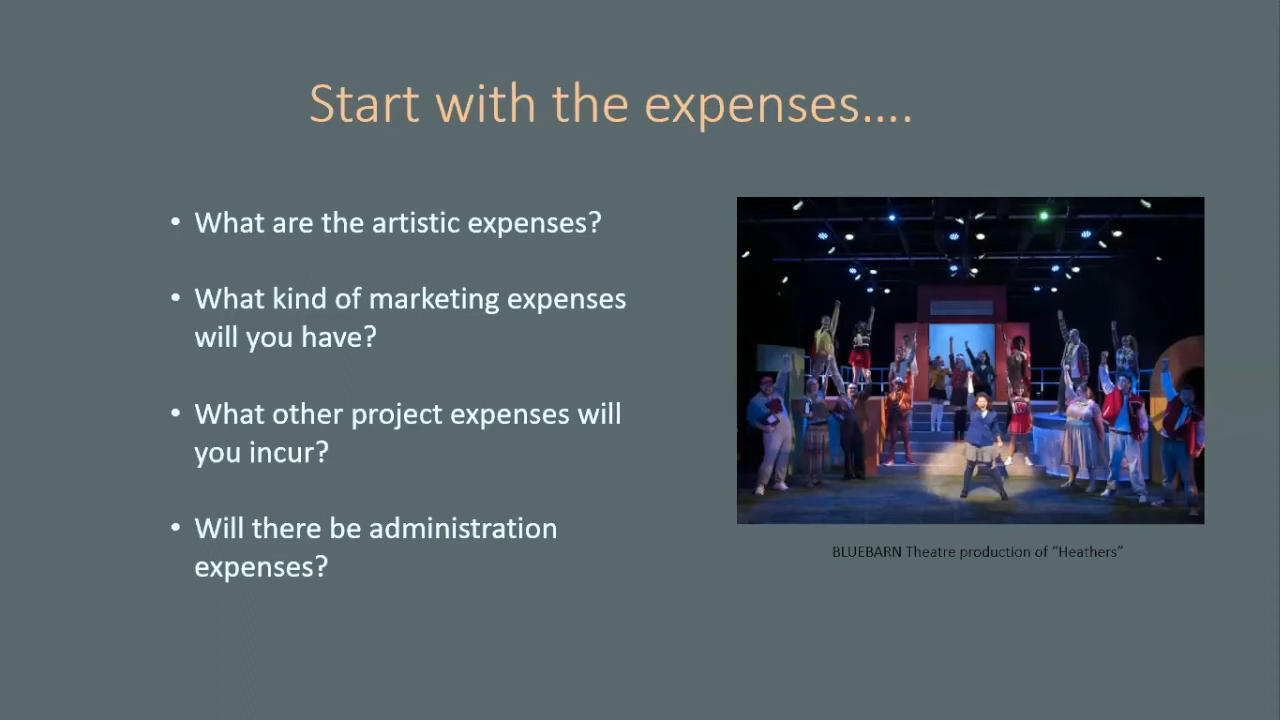 Start with the expenses....
• What are the artistic expenses?
• What kind of marketing expenses
will you have?
• What other project expenses will
you incur?
• Will there be administration
expenses?
BLUEBARN Theatre production of “Heathers”